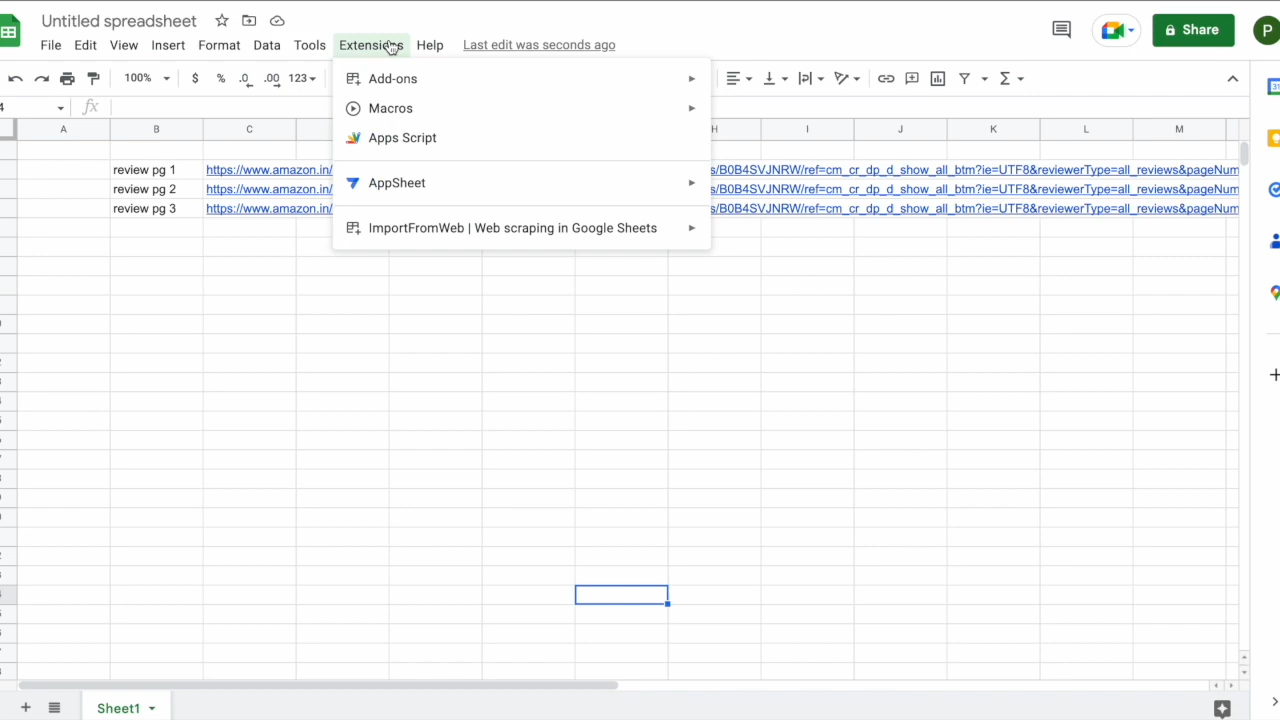 Untitled spreadsheet
File Edit View Insert Format Data Tools Extensions Help Last edit was seconds ago
Share
P
100% $ % .0 .00 123
31
Add-ons
Macros
Apps Script
AppSheet
ImportFromWeb | Web scraping in Google Sheets
fx
A B C H I J K L M
review pg 1 https://www.amazon.in/ s/B0B4SVJNRW/ref=cm_cr_dp_d_show_all_btm?ie=UTF8&reviewerType=all_reviews&pageNum
review pg 2 https://www.amazon.in/ s/B0B4SVJNRW/ref=cm_cr_dp_d_show_all_btm?ie=UTF8&reviewerType=all_reviews&pageNum
review pg 3 https://www.amazon.in/ s/B0B4SVJNRW/ref=cm_cr_dp_d_show_all_btm?ie=UTF8&reviewerType=all_reviews&pageNum
Sheet1